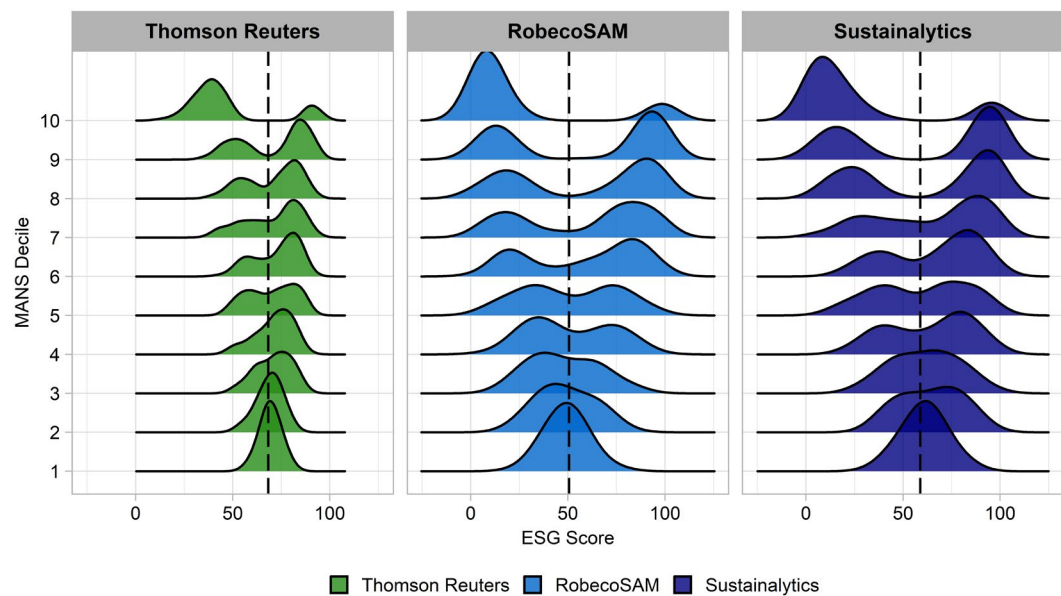 Thomson Reuters
RobecoSAM
Sustainalytics
MANS Decile
10
9
8
7
6
5
4
3
2
1
0 50 100
0 50 100
0 50 100
ESG Score
Thomson Reuters RobecoSAM Sustainalytics